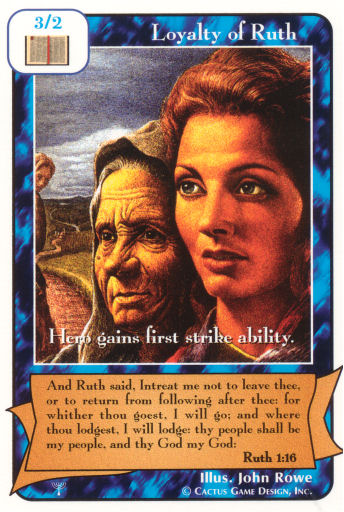 3/2
Loyalty of Ruth
Hero gains first strike ability.
And Ruth said, Intreat me not to leave thee,
or to return from following after thee: for
whither thou goest, I will go; and where
thou lodgest, I will lodge: thy people shall be
my people, and thy God my God:
Ruth 1:16
Illus. John Rowe
© Cactus Game Design, Inc.